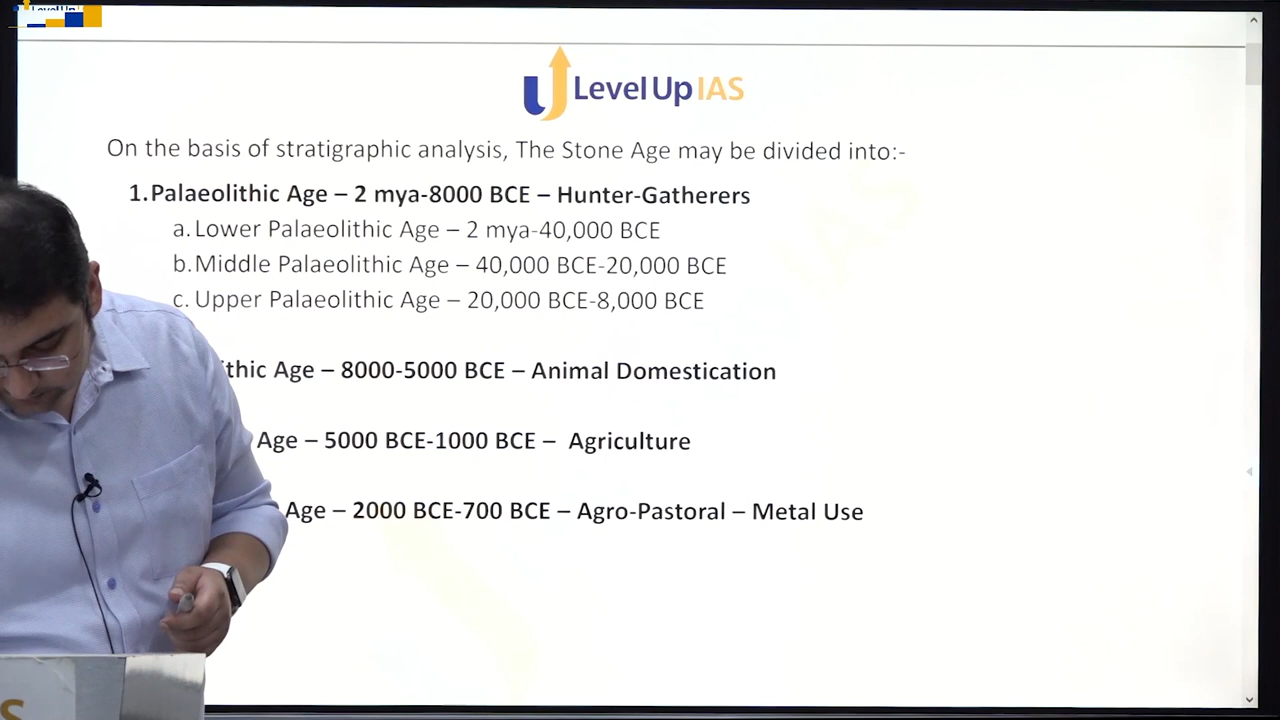 Level Up IAS
On the basis of stratigraphic analysis, The Stone Age may be divided into:-
1.Palaeolithic Age – 2 mya-8000 BCE – Hunter-Gatherers
a. Lower Palaeolithic Age – 2 mya-40,000 BCE
b. Middle Palaeolithic Age – 40,000 BCE-20,000 BCE
c. Upper Palaeolithic Age – 20,000 BCE-8,000 BCE
ithic Age – 8000-5000 BCE – Animal Domestication
Age – 5000 BCE-1000 BCE – Agriculture
Age – 2000 BCE-700 BCE – Agro-Pastoral – Metal Use